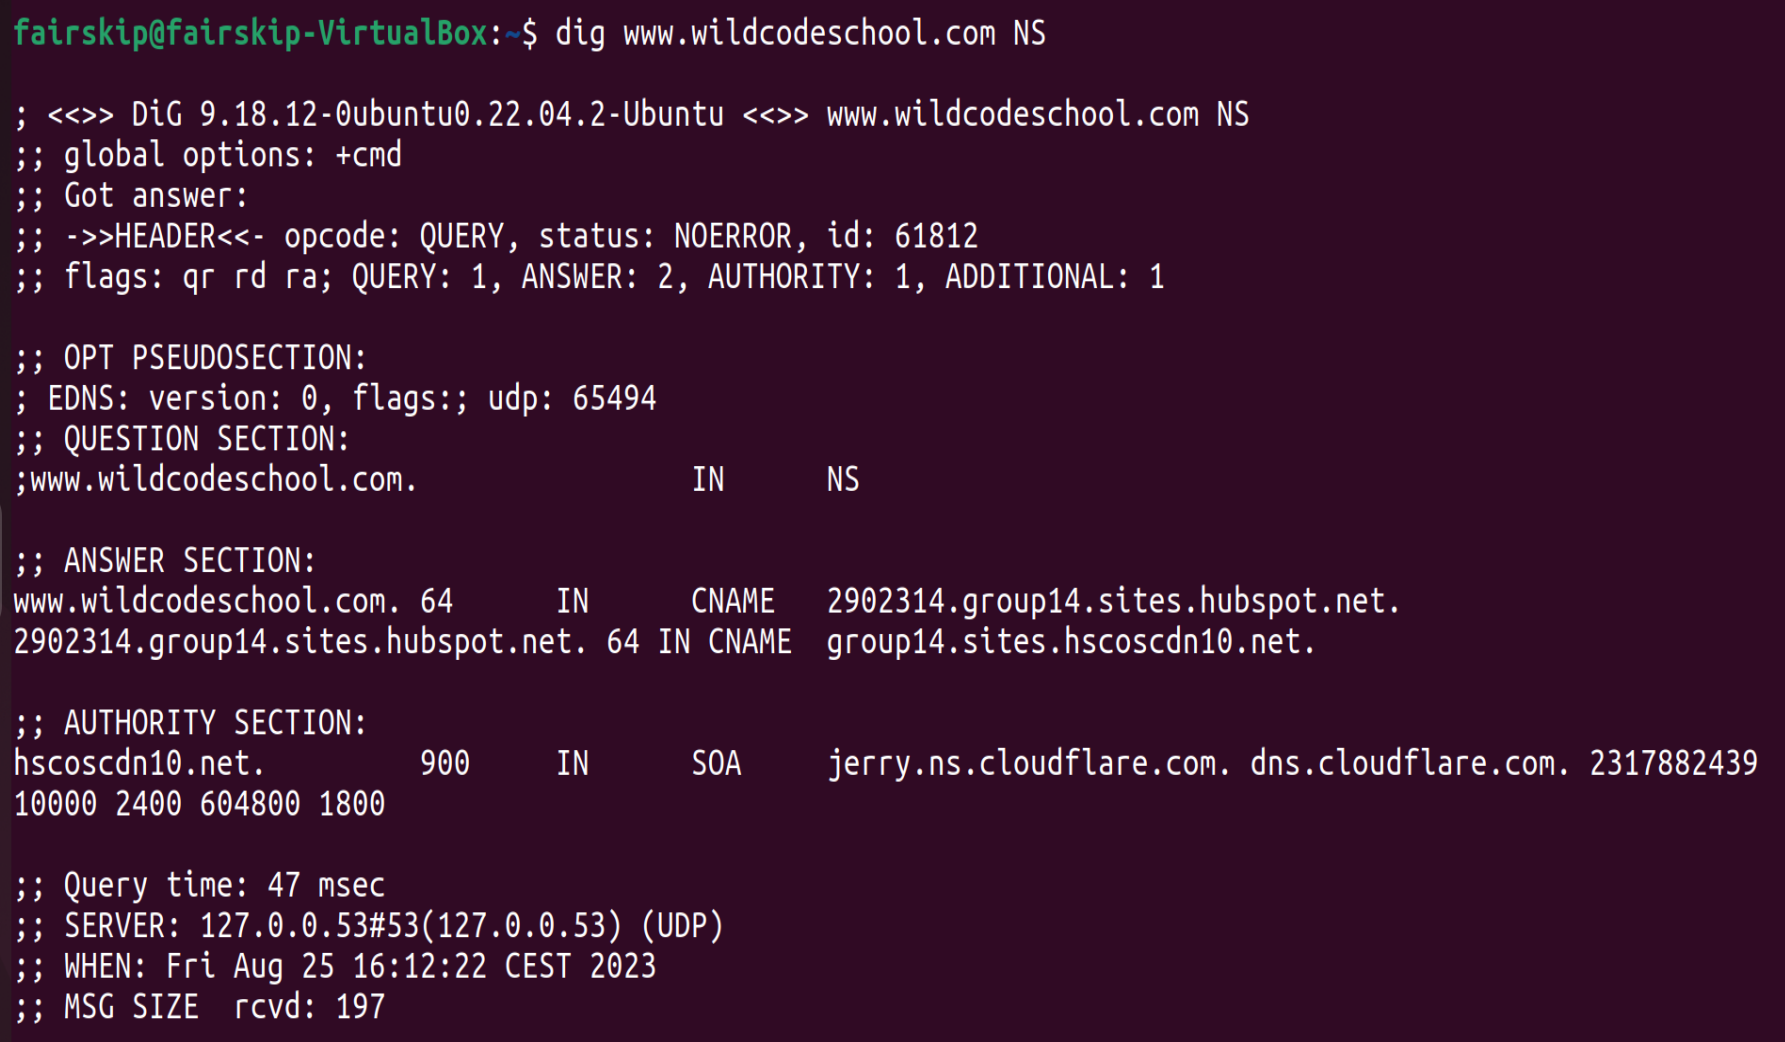 fairskip@fairskip-VirtualBox:~$ dig www.wildcodeschool.com NS
; <<>> DiG 9.18.12-0ubuntu0.22.04.2-Ubuntu <<>> www.wildcodeschool.com NS
;; global options: +cmd
;; Got answer:
;; ->>HEADER<<- opcode: QUERY, status: NOERROR, id: 61812
;; flags: qr rd ra; QUERY: 1, ANSWER: 2, AUTHORITY: 1, ADDITIONAL: 1
;; OPT PSEUDOSECTION:
; EDNS: version: 0, flags:; udp: 65494
;; QUESTION SECTION:
;www.wildcodeschool.com. IN NS
;; ANSWER SECTION:
www.wildcodeschool.com. 64 IN CNAME 2902314.group14.sites.hubspot.net.
2902314.group14.sites.hubspot.net. 64 IN CNAME group14.sites.hscoscdn10.net.
;; AUTHORITY SECTION:
hscoscdn10.net. 900 IN SOA jerry.ns.cloudflare.com. dns.cloudflare.com. 2317882439
10000 2400 604800 1800
;; Query time: 47 msec
;; SERVER: 127.0.0.53#53(127.0.0.53) (UDP)
;; WHEN: Fri Aug 25 16:12:22 CEST 2023
;; MSG SIZE  rcvd: 197